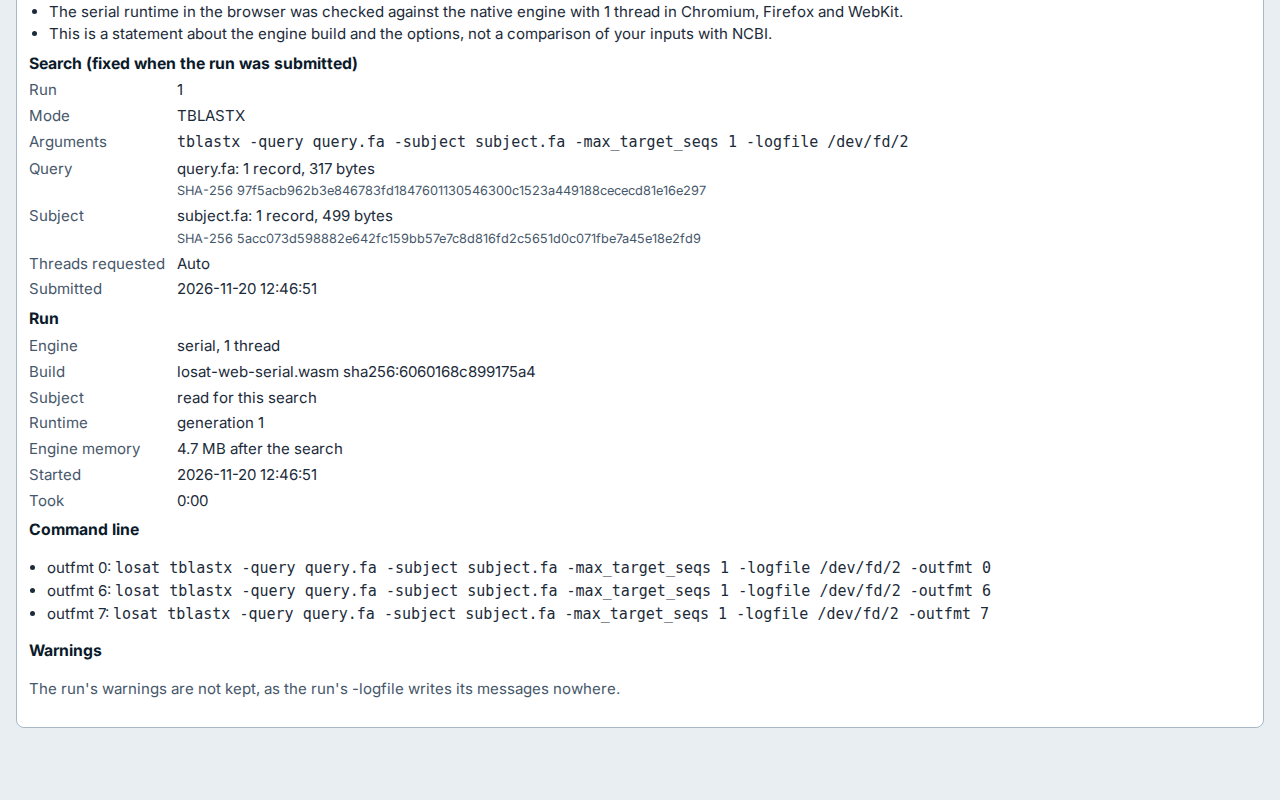 • The serial runtime in the browser was checked against the native engine with 1 thread in Chromium, Firefox and WebKit.
• This is a statement about the engine build and the options, not a comparison of your inputs with NCBI.
Search (fixed when the run was submitted)
Run 1
Mode TBLASTX
Arguments tblastx -query query.fa -subject subject.fa -max_target_seqs 1 -logfile /dev/fd/2
Query query.fa: 1 record, 317 bytes
SHA-256 97f5acb962b3e846783fd1847601130546300c1523a449188cececd81e16e297
Subject subject.fa: 1 record, 499 bytes
SHA-256 5acc073d598882e642fc159bb57e7c8d816fd2c5651d0c071fbe7a45e18e2fd9
Threads requested Auto
Submitted 2026-11-20 12:46:51
Run
Engine serial, 1 thread
Build losat-web-serial.wasm sha256:6060168c899175a4
Subject read for this search
Runtime generation 1
Engine memory 4.7 MB after the search
Started 2026-11-20 12:46:51
Took 0:00
Command line
• outfmt 0: losat tblastx -query query.fa -subject subject.fa -max_target_seqs 1 -logfile /dev/fd/2 -outfmt 0
• outfmt 6: losat tblastx -query query.fa -subject subject.fa -max_target_seqs 1 -logfile /dev/fd/2 -outfmt 6
• outfmt 7: losat tblastx -query query.fa -subject subject.fa -max_target_seqs 1 -logfile /dev/fd/2 -outfmt 7
Warnings
The run's warnings are not kept, as the run's -logfile writes its messages nowhere.